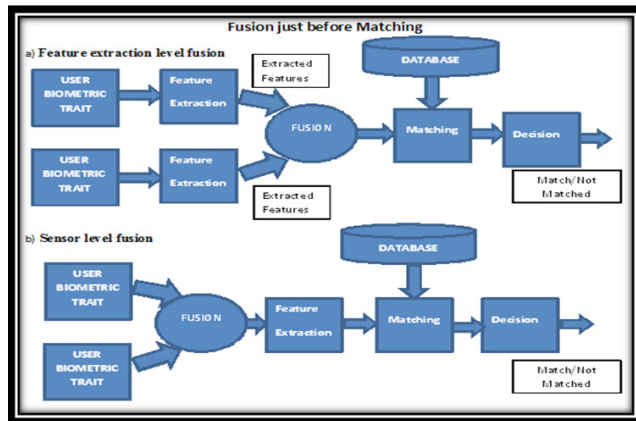 Fusion just before Matching
a) Feature extraction level fusion
USER
BIOMETRIC
TRAIT
Feature
Extraction
Extracted
Features
FUSION
DATABASE
Matching
Decision
USER
BIOMETRIC
TRAIT
Feature
Extraction
Extracted
Features
Match/Not
Matched
b) Sensor level fusion
USER
BIOMETRIC
TRAIT
FUSION
Feature
Extraction
DATABASE
Matching
Decision
USER
BIOMETRIC
TRAIT
Match/Not
Matched